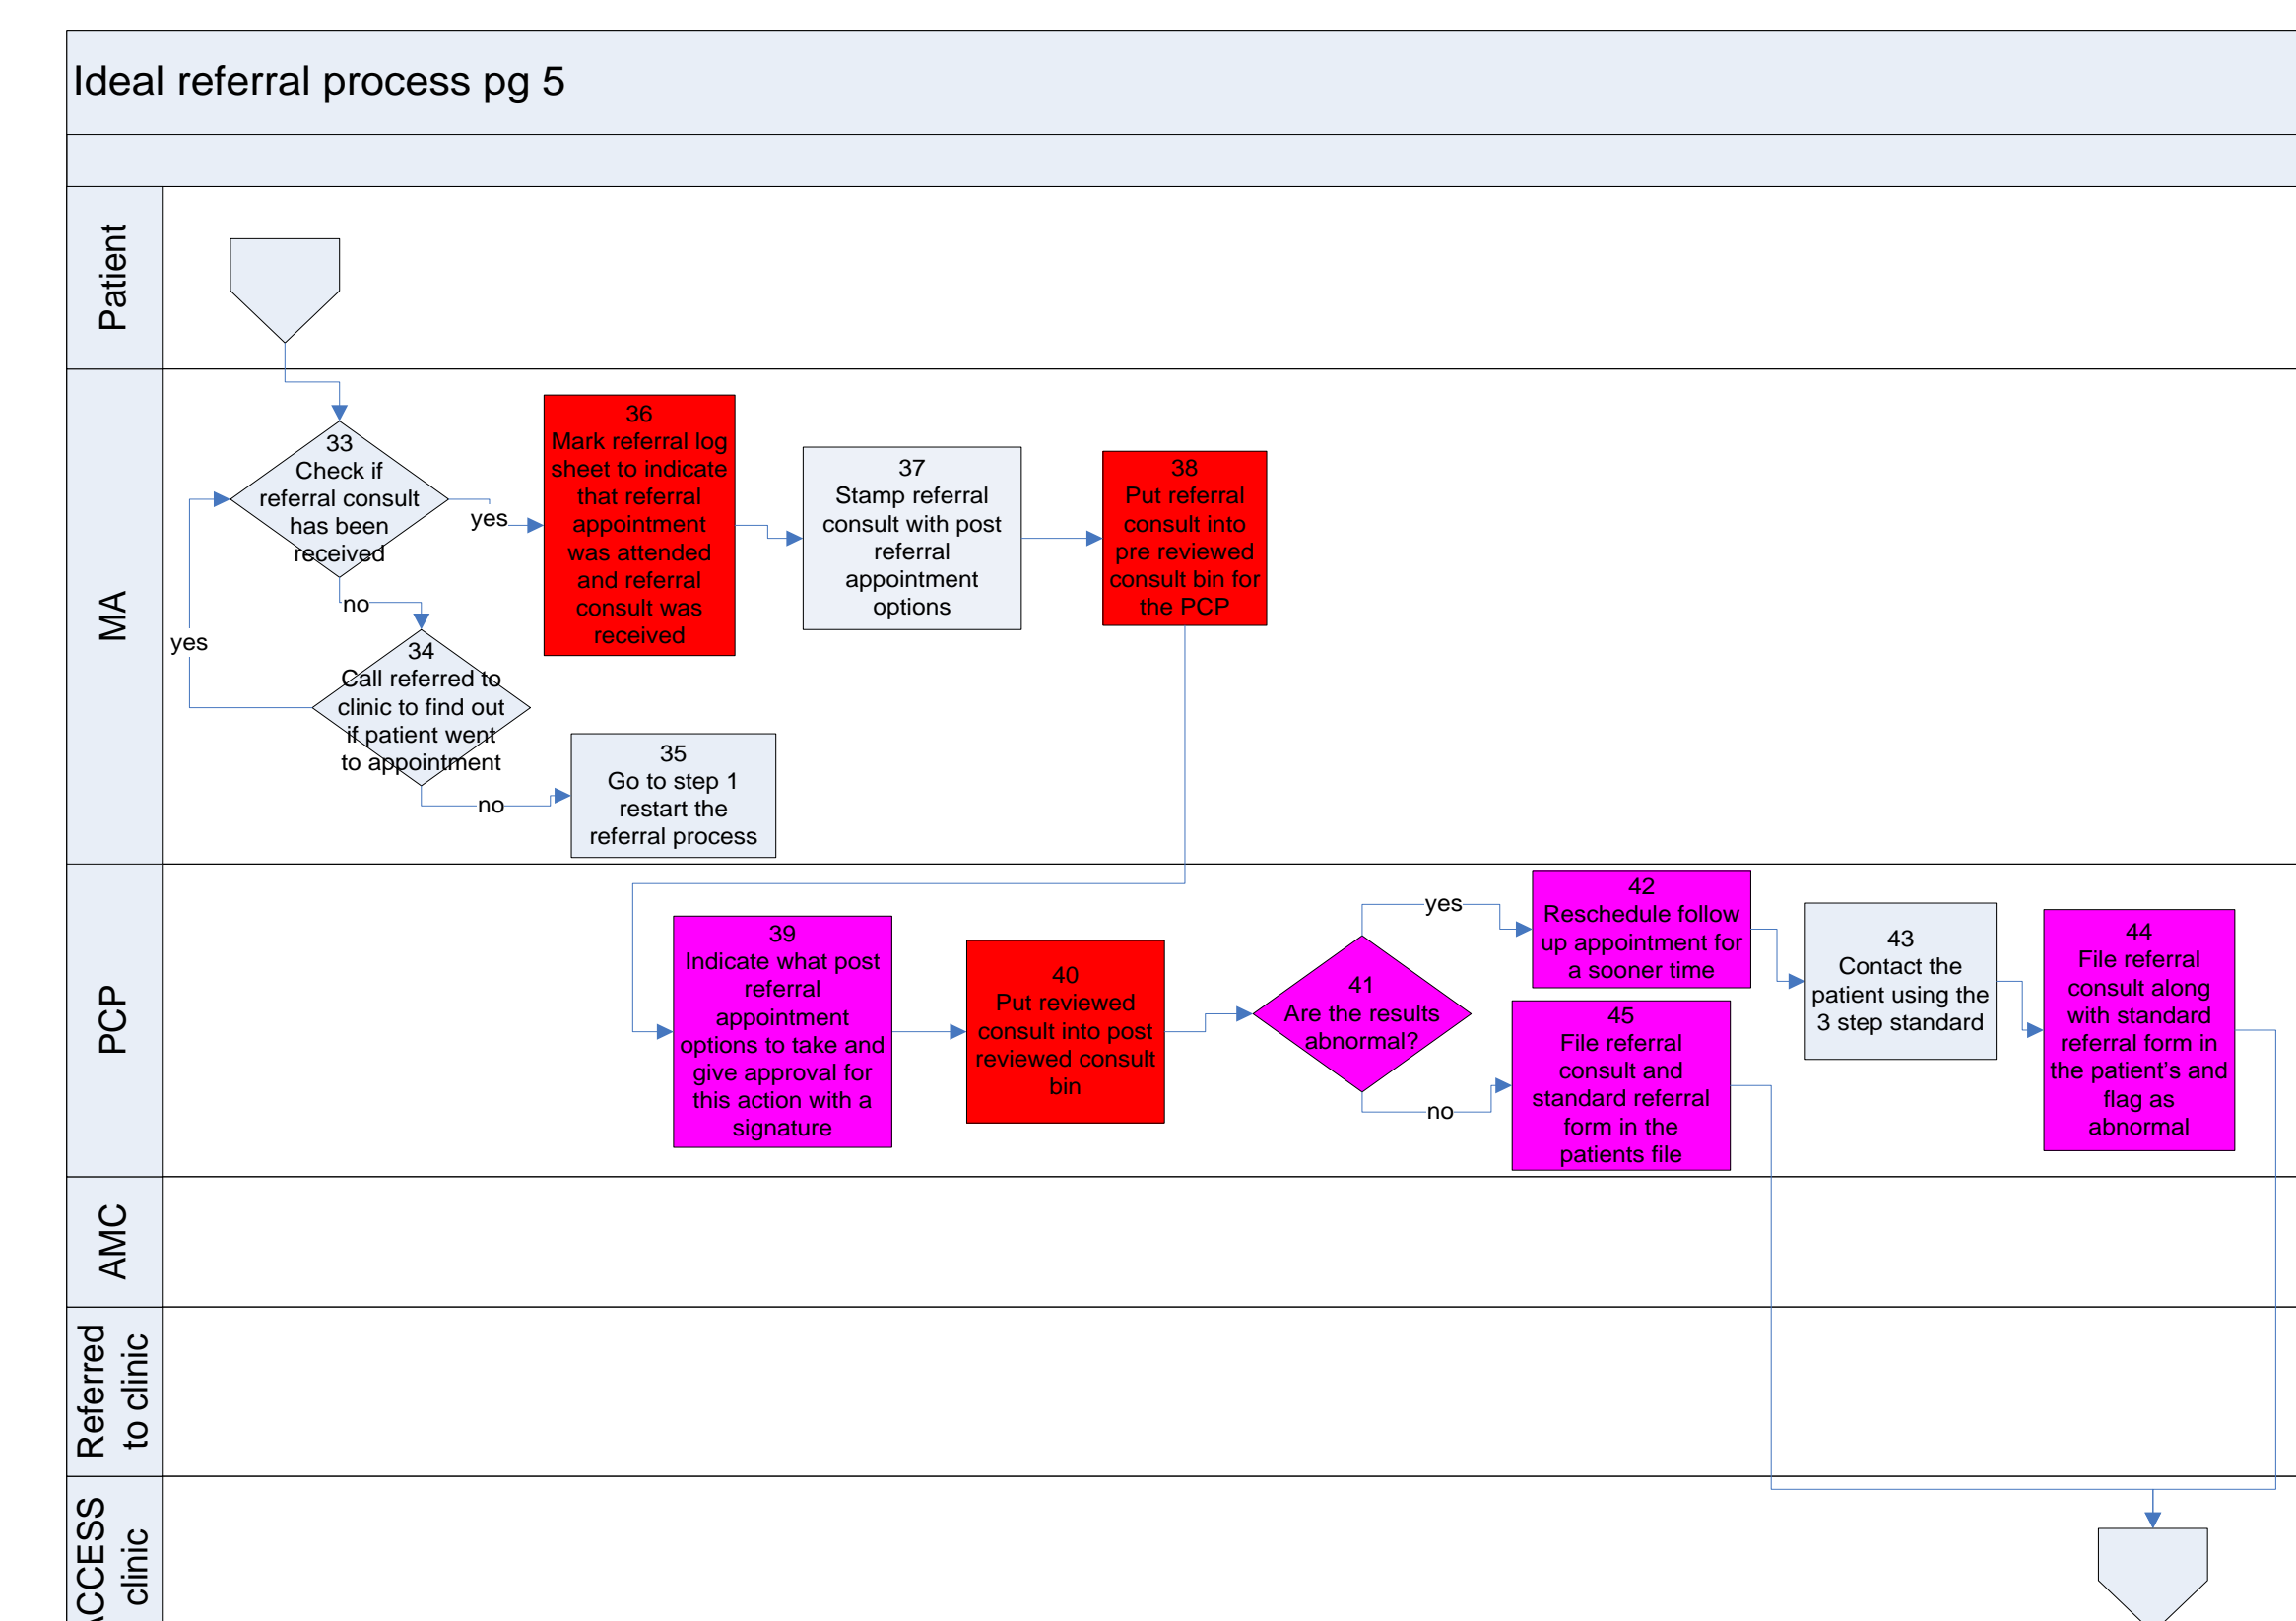 Ideal referral process pg 5
Patient
MA
33
Check if
referral consult
has been
received
yes
no
yes
34
Call referred to
clinic to find out
if patient went
to appointment
no
35
Go to step 1
restart the
referral process
36
Mark referral log
sheet to indicate
that referral
appointment
was attended
and referral
consult was
received
37
Stamp referral
consult with post
referral
appointment
options
38
Put referral
consult into
pre reviewed
consult bin for
the PCP
PCP
39
Indicate what post
referral
appointment
options to take and
give approval for
this action with a
signature
40
Put reviewed
consult into post
reviewed consult
bin
41
Are the results
abnormal?
yes
no
42
Reschedule follow
up appointment for
a sooner time
43
Contact the
patient using the
3 step standard
44
File referral
consult along
with standard
referral form in
the patient’s and
flag as
abnormal
45
File referral
consult and
standard referral
form in the
patients file
AMC
Referred
to clinic
ACCESS
clinic